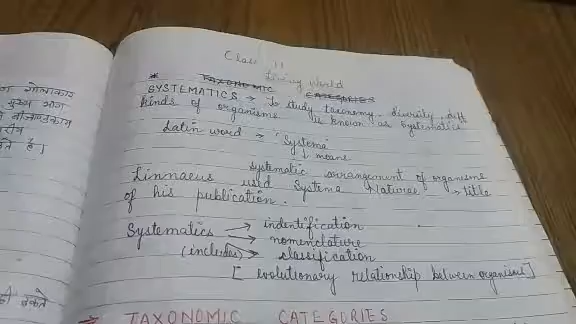 ण गोलाकार
मुख्य भाग
Class 11
Living World
* TAXONOMIC CATEGORIES
SYSTEMATICS → To study taxonomy, diversity, diff
kinds of organisms is known as systematics
Latin word → 'Systema
↓ means
systematic arrangement of organisms
Linnaeus used Systema Naturae → title
of his publication.
Systematics → indentification
→ nomenclature
(includes) → classification
[ evolutionary relationship between organisms ]
→ TAXONOMIC CATEGORIES